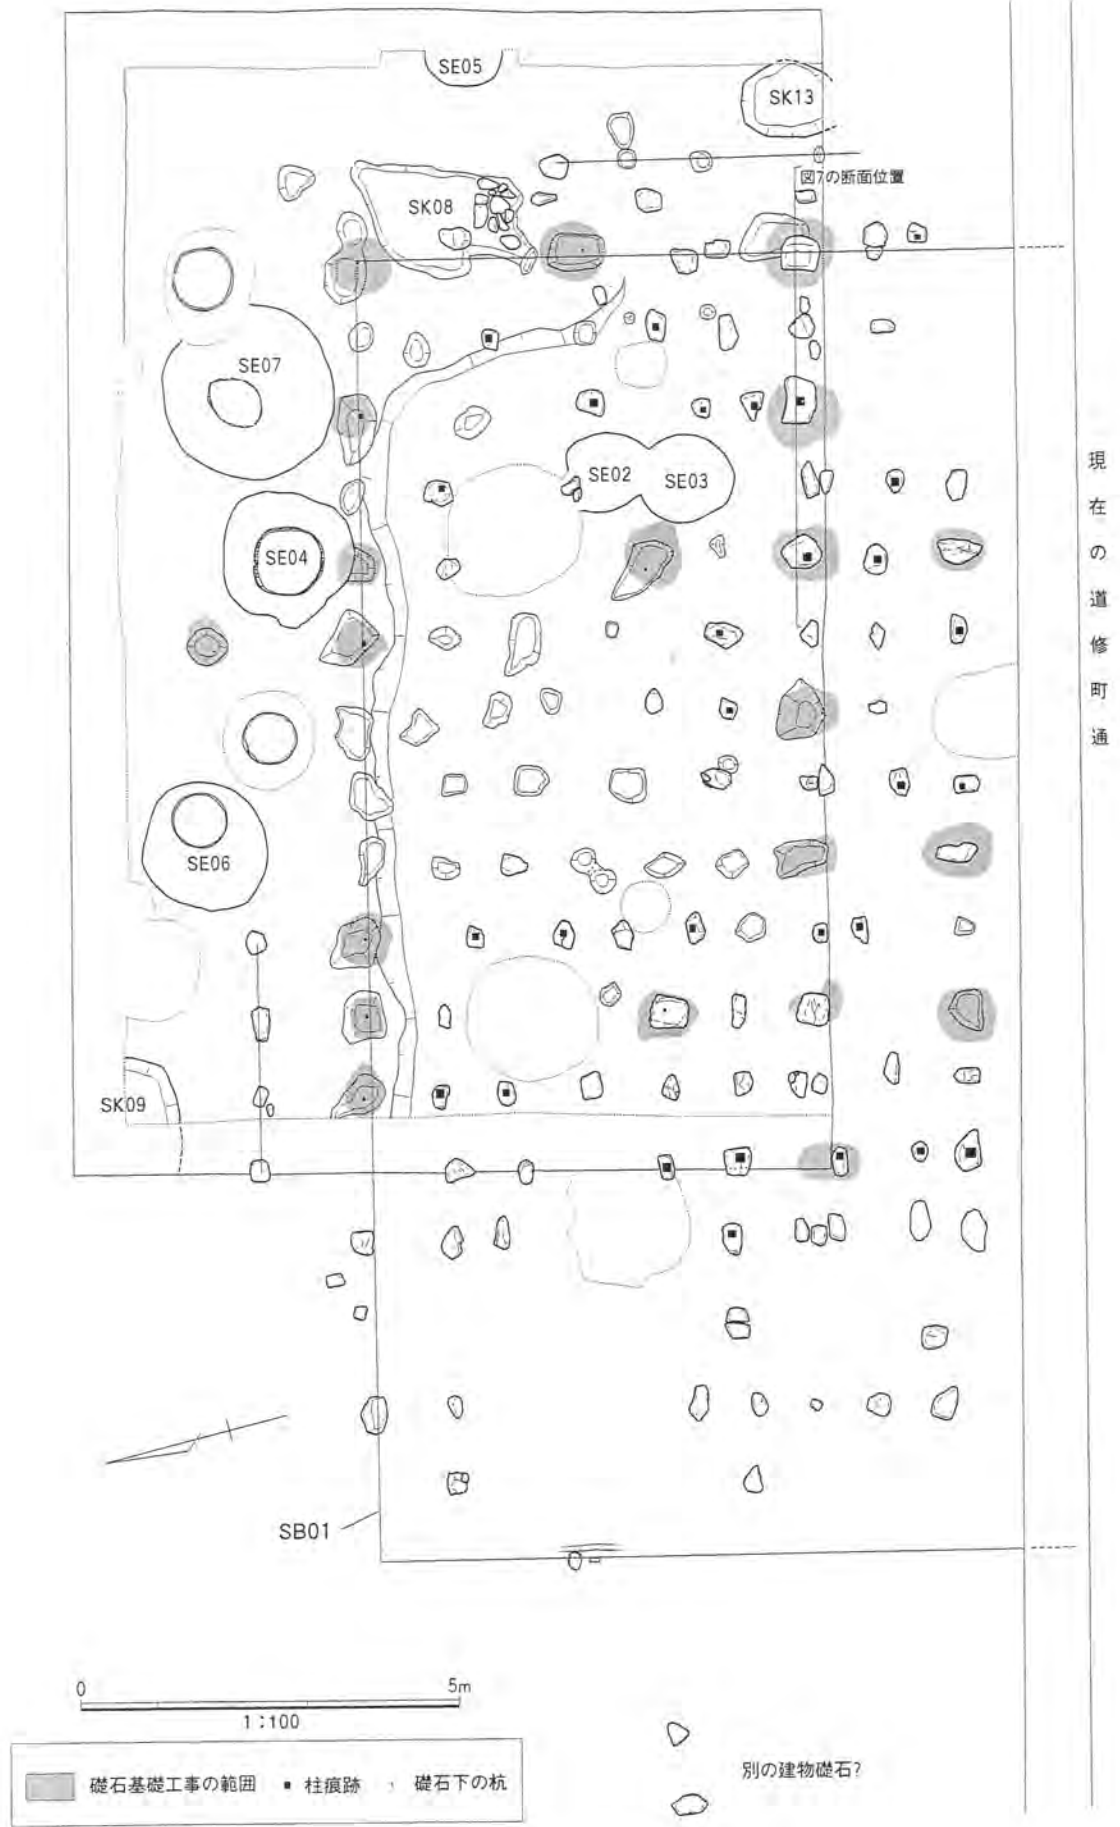 SE05
SK13
図7の断面位置
SK08
SE07
SE02
SE03
SE04
現在の道修町通
SE06
SK09
SB01
0 5m
1:100
礎石基礎工事の範囲 ■ 柱痕跡 礎石下の杭
別の建物礎石?